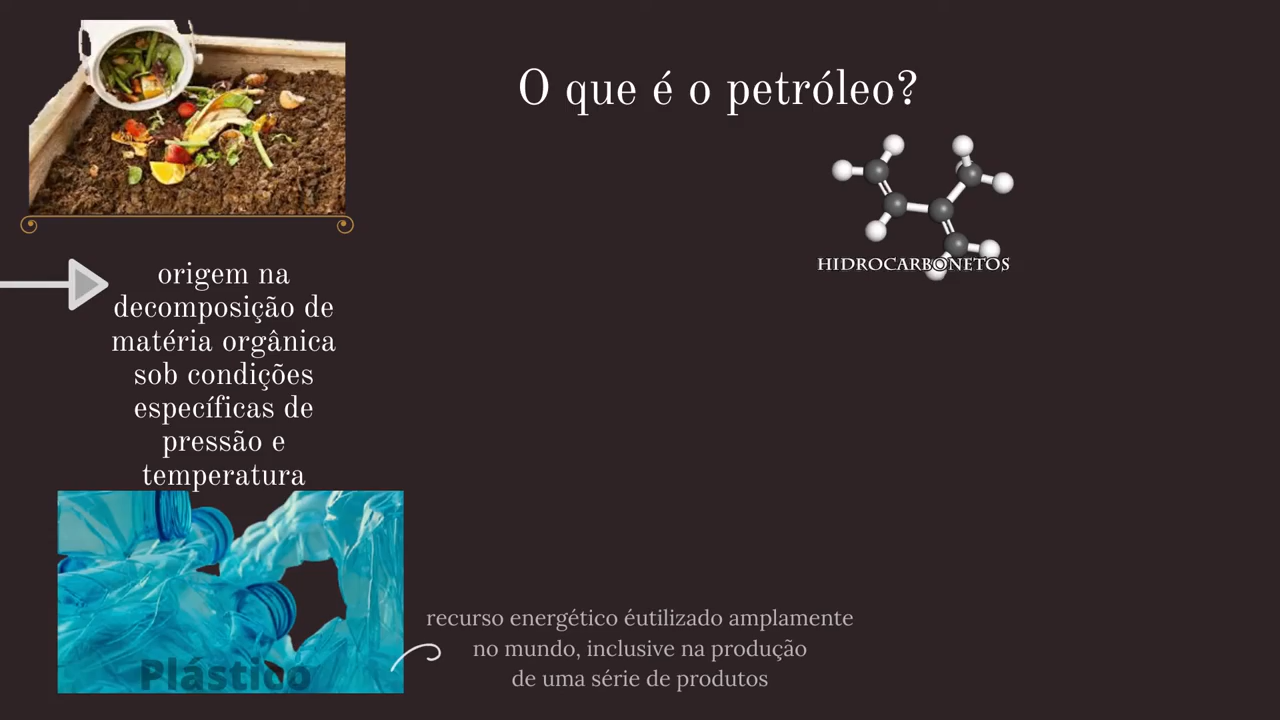 O que é o petróleo?
HIDROCARBONETOS
origem na
decomposição de
matéria orgânica
sob condições
específicas de
pressão e
temperatura
Plástico
recurso energético éutilizado amplamente
no mundo, inclusive na produção
de uma série de produtos